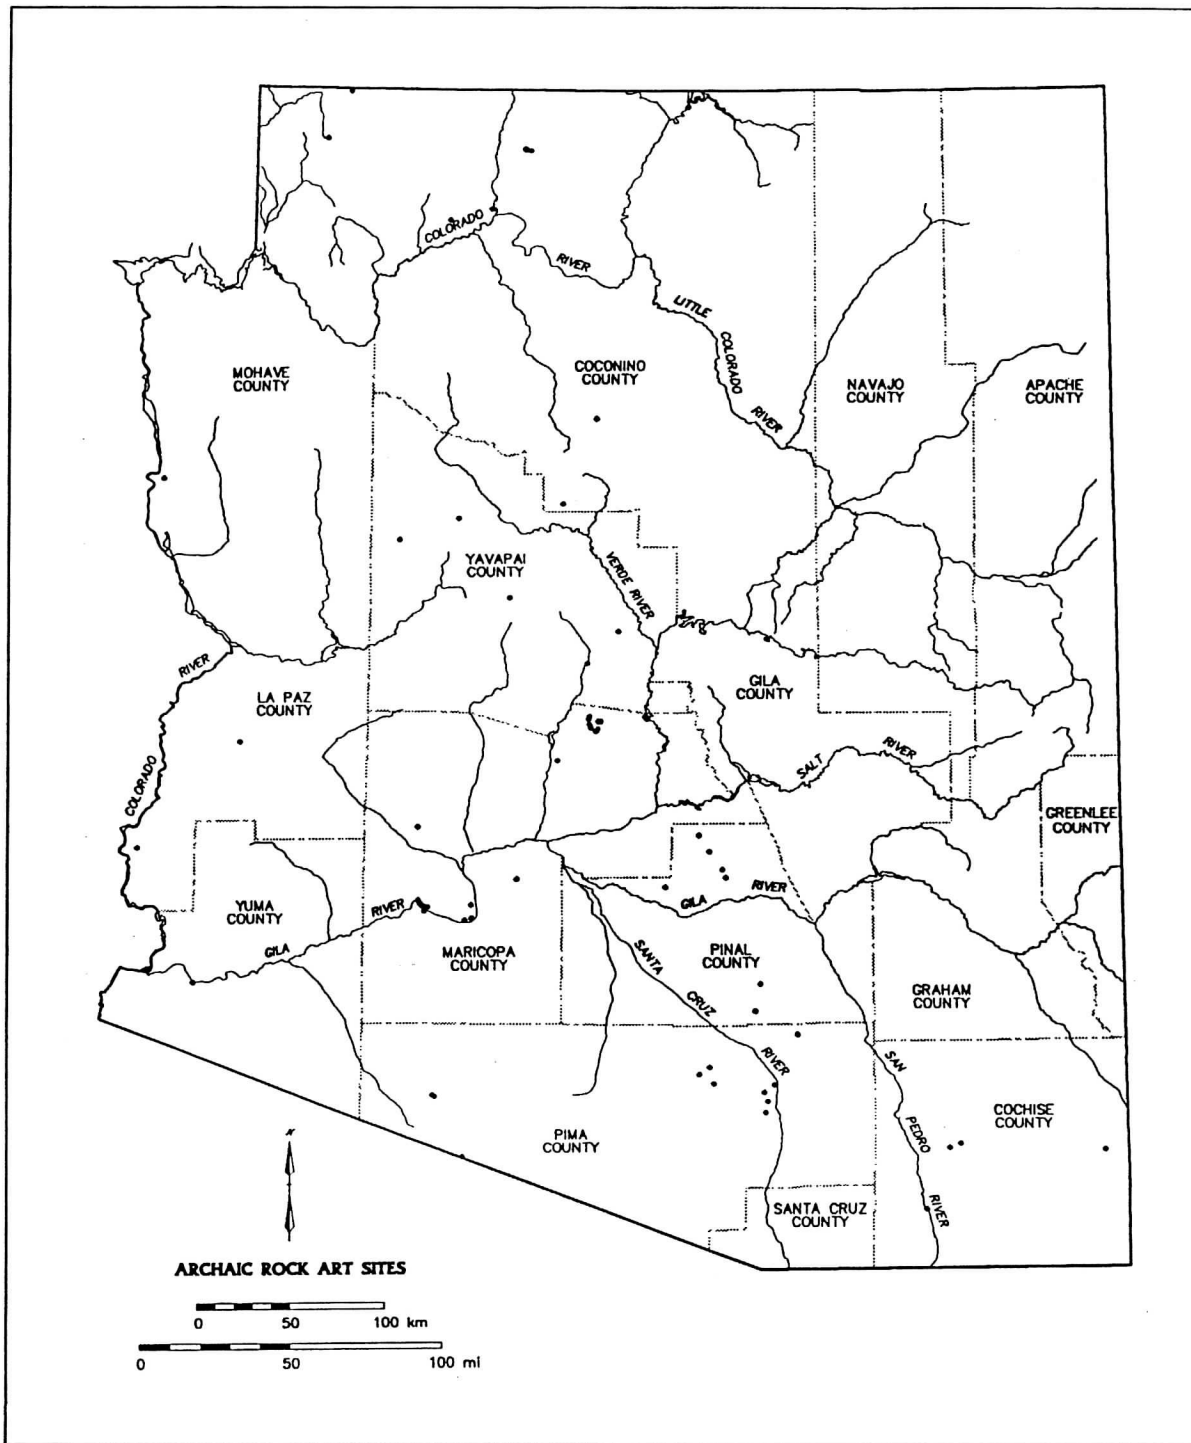 COLORADO
RIVER
LITTLE
COLORADO
RIVER
MOHAVE
COUNTY
COCONINO
COUNTY
NAVAJO
COUNTY
APACHE
COUNTY
YAVAPAI
COUNTY
VERDE RIVER
RIVER
COLORADO
LA PAZ
COUNTY
GILA
COUNTY
SALT
RIVER
GREENLEE
COUNTY
YUMA
COUNTY
GILA
RIVER
MARICOPA
COUNTY
GILA
RIVER
SANTA
CRUZ
RIVER
PINAL
COUNTY
GRAHAM
COUNTY
SAN
PEDRO
RIVER
COCHISE
COUNTY
PIMA
COUNTY
SANTA CRUZ
COUNTY
N
ARCHAIC ROCK ART SITES
0 50 100 km
0 50 100 mi